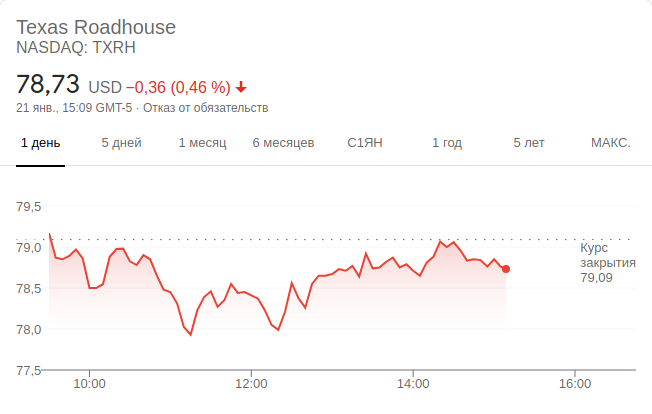 Texas Roadhouse
NASDAQ: TXRH
78,73 USD −0,36 (0,46 %)
21 янв., 15:09 GMT-5 · Отказ от обязательств
1 день 5 дней 1 месяц 6 месяцев С1ЯН 1 год 5 лет МАКС.
79,5
79,0
78,5
78,0
77,5
Курс
закрытия
79,09
10:00 12:00 14:00 16:00